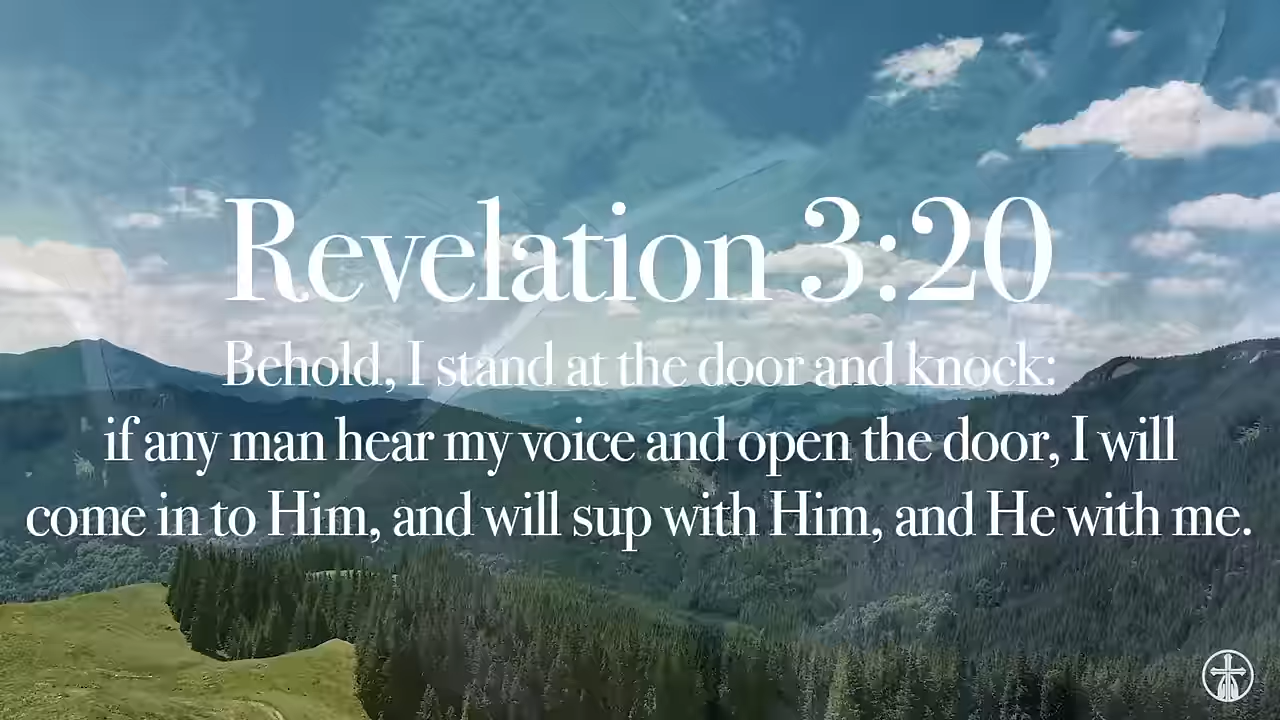 Revelation 3:20
Behold, I stand at the door and knock:
if any man hear my voice and open the door, I will
come in to Him, and will sup with Him, and He with me.